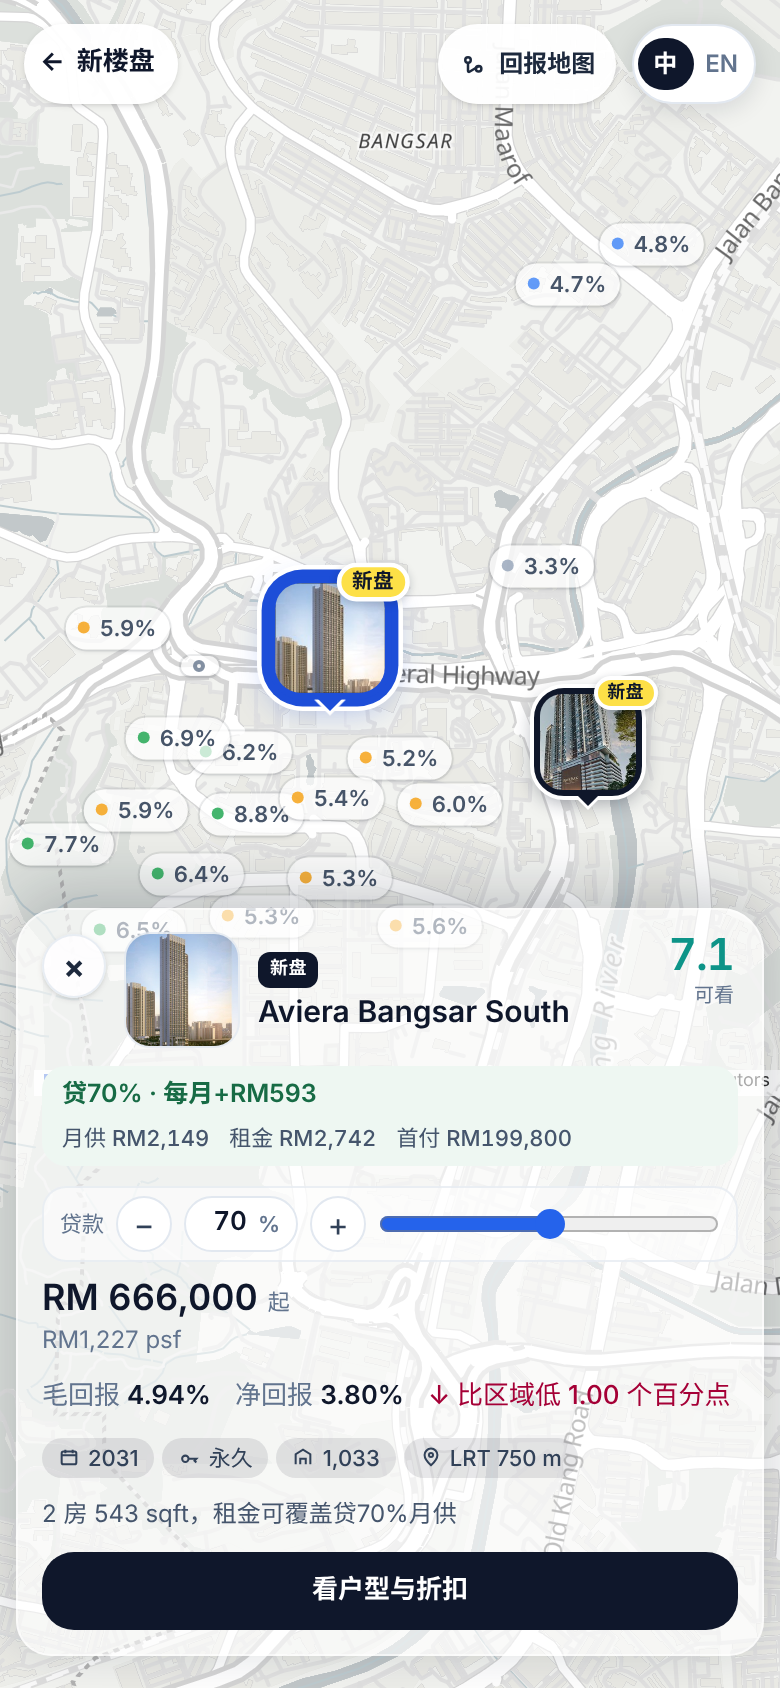 新楼盘
回报地图
中 EN
Maarof
BANGSAR
Jalan
4.8%
4.7%
3.3%
新盘
5.9%
eral Highway
新盘
6.9%
6.2%
5.2%
5.4%
5.9%
8.8%
6.0%
7.7%
6.4%
5.3%
5.3%
6.5%
5.6%
新盘
Aviera Bangsar South
7.1
可看
River
贷70% · 每月+RM593
月供 RM2,149 租金 RM2,742 首付 RM199,800
tors
贷款 − 70 % +
Jalan
RM 666,000 起
RM1,227 psf
毛回报 4.94% 净回报 3.80% ↓ 比区域低 1.00 个百分点
2031 永久 1,033 LRT 750 m
Old Klang Road
2 房 543 sqft，租金可覆盖贷70%月供
看户型与折扣